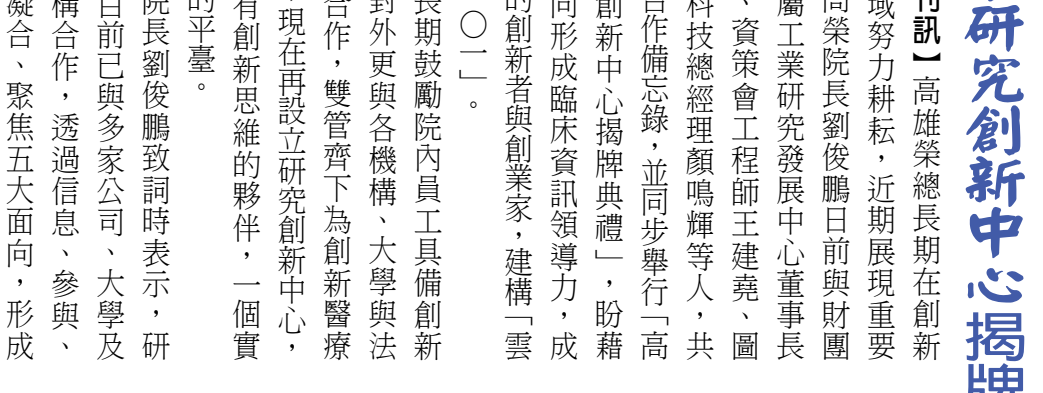 研究創新中心揭牌
刊訊】高雄榮總長期在創新
域努力耕耘，近期展現重要
高榮院長劉俊鵬日前與財團
屬工業研究發展中心董事長
、資策會工程師王建堯、圖
科技總經理顏鳴輝等人，共
合作備忘錄，並同步舉行「高
創新中心揭牌典禮」，盼藉
同形成臨床資訊領導力，成
的創新者與創業家，建構「雲
〇一」。
長期鼓勵院內員工具備創新
對外更與各機構、大學與法
合作，雙管齊下為創新醫療
，現在再設立研究創新中心，
有創新思維的夥伴，一個實
的平臺。
院長劉俊鵬致詞時表示，研
日前已與多家公司、大學及
構合作，透過信息、參與、
凝合、聚焦五大面向，形成